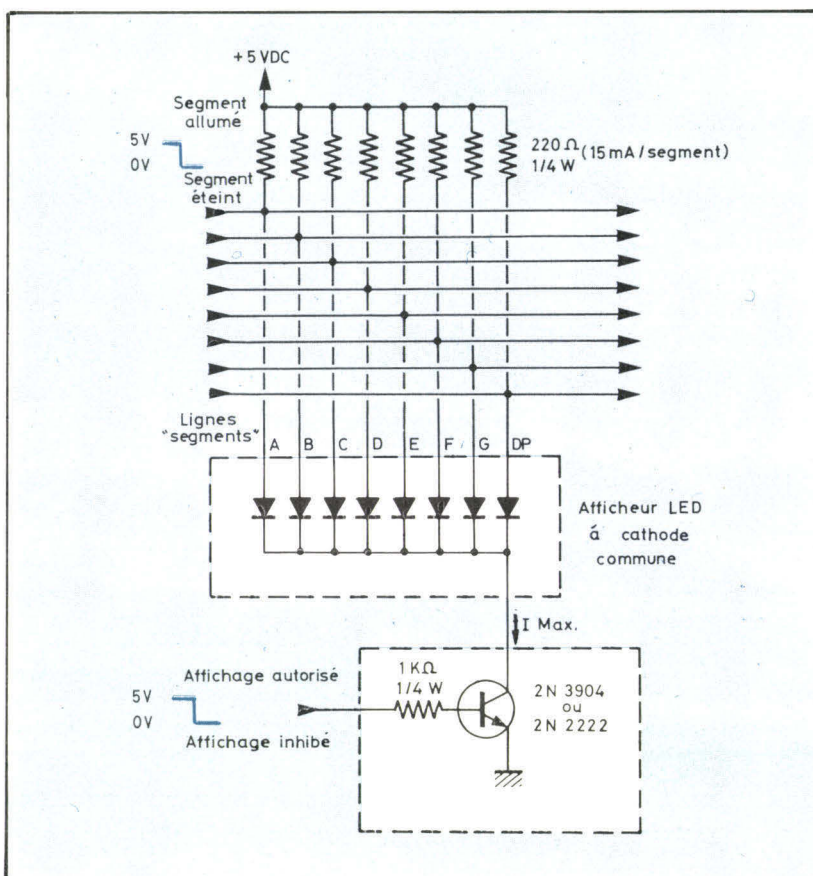 +5 VDC
Segment
allumé
5V
0V
Segment
éteint
220 Ω (15 mA / segment)
1/4 W
Lignes
"segments"
A B C D E F G DP
Afficheur LED
á cathode
commune
I Max.
Affichage autorisé
5V
0V
Affichage inhibé
1 KΩ
1/4 W
2N 3904
ou
2N 2222